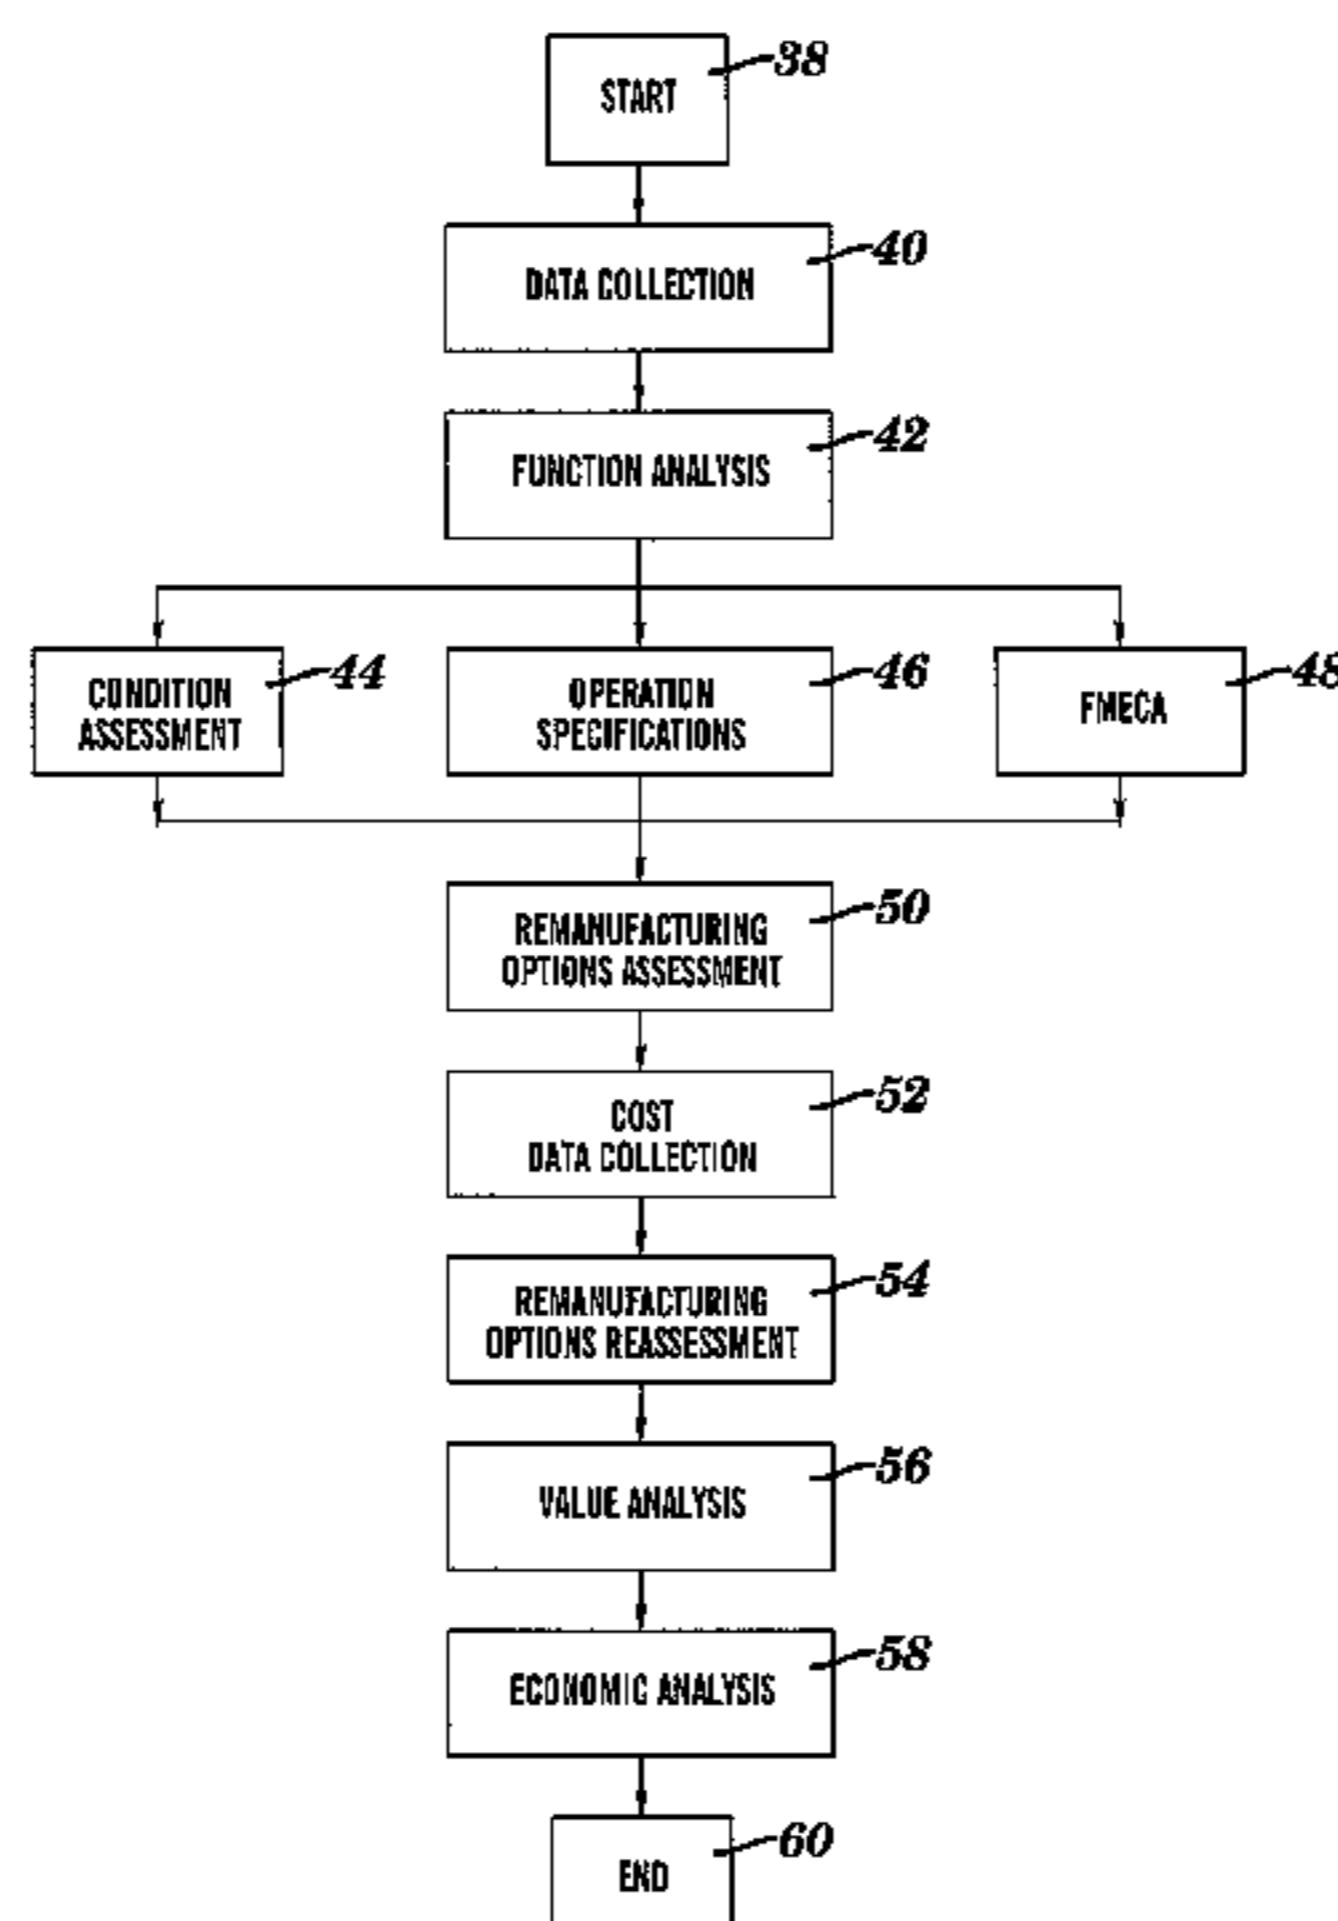 START
38
DATA COLLECTION
40
FUNCTION ANALYSIS
42
CONDITION
ASSESSMENT
44
OPERATION
SPECIFICATIONS
46
FMECA
48
REMANUFACTURING
OPTIONS ASSESSMENT
50
COST
DATA COLLECTION
52
REMANUFACTURING
OPTIONS REASSESSMENT
54
VALUE ANALYSIS
56
ECONOMIC ANALYSIS
58
END
60